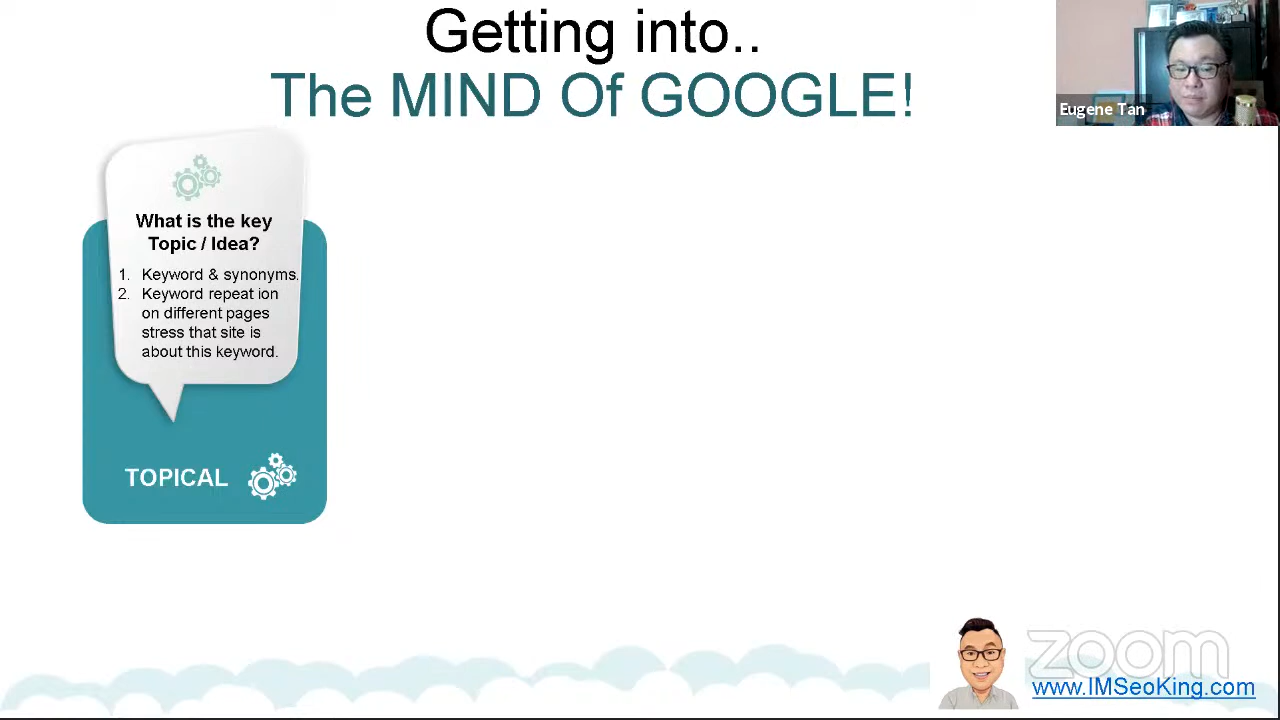 Getting into..
The MIND Of GOOGLE!
Eugene Tan
What is the key
Topic / Idea?
1. Keyword & synonyms.
2. Keyword repeat ion
on different pages
stress that site is
about this keyword.
TOPICAL
zoom
www.IMSeoKing.com